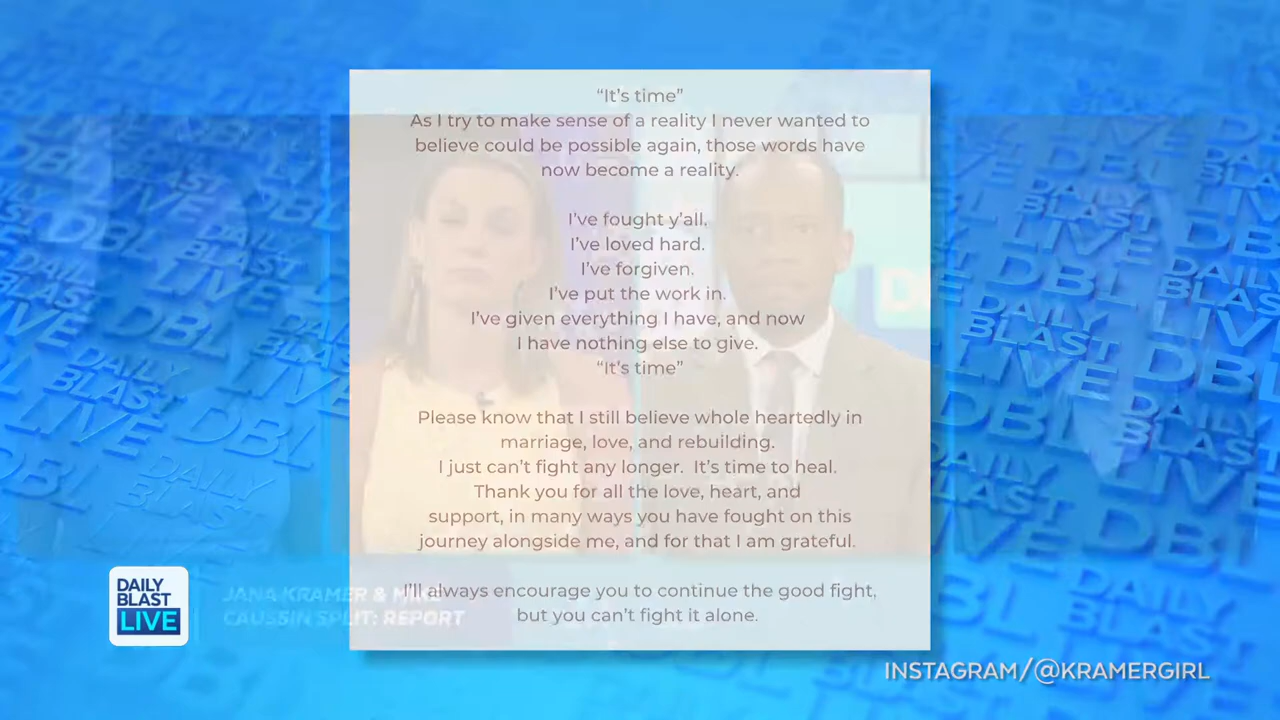 “It’s time”
As I try to make sense of a reality I never wanted to
believe could be possible again, those words have
now become a reality.
I’ve fought y’all.
I’ve loved hard.
I’ve forgiven.
I’ve put the work in.
I’ve given everything I have, and now
I have nothing else to give.
“It’s time”
Please know that I still believe whole heartedly in
marriage, love, and rebuilding.
I just can’t fight any longer.  It’s time to heal.
Thank you for all the love, heart, and
support, in many ways you have fought on this
journey alongside me, and for that I am grateful.
I’ll always encourage you to continue the good fight,
but you can’t fight it alone.
DAILY
BLAST
LIVE
JANA KRAMER & MIKE
CAUSSIN SPLIT: REPORT
INSTAGRAM/@KRAMERGIRL